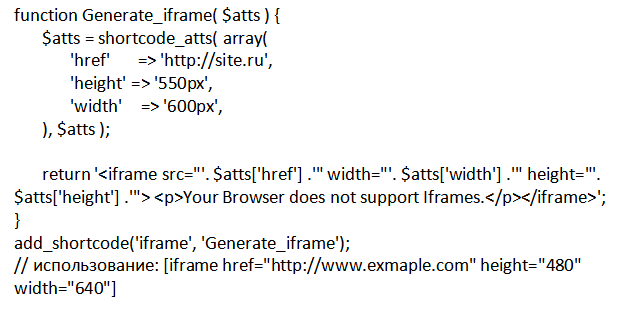 function Generate_iframe( $atts ) {
$atts = shortcode_atts( array(
'href' => 'http://site.ru',
'height' => '550px',
'width' => '600px',
), $atts );
return '<iframe src="'. $atts['href'] .'" width="'. $atts['width'] .'" height="'.
$atts['height'] .'"> <p>Your Browser does not support Iframes.</p></iframe>';
}
add_shortcode('iframe', 'Generate_iframe');
// использование: [iframe href="http://www.exmaple.com" height="480"
width="640"]